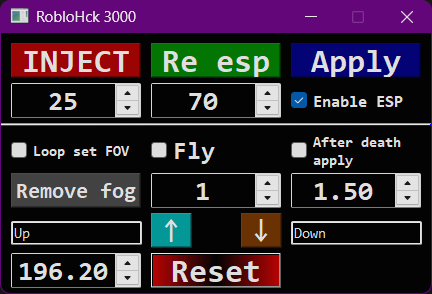 RobloHck 3000
INJECT Re esp Apply
25 70 Enable ESP
Loop set FOV Fly After death
apply
Remove fog 1 1.50
Up ↑ ↓ Down
196.20 Reset